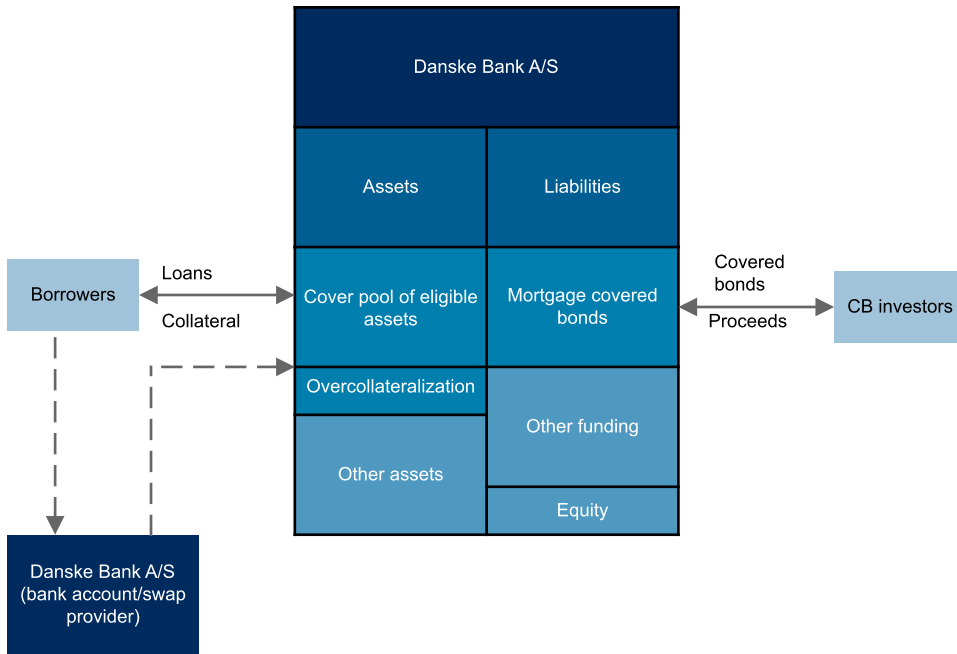 Danske Bank A/S
Assets
Liabilities
Borrowers
Loans
Collateral
Cover pool of eligible
assets
Mortgage covered
bonds
Covered
bonds
Proceeds
CB investors
Overcollateralization
Other funding
Other assets
Equity
Danske Bank A/S
(bank account/swap
provider)